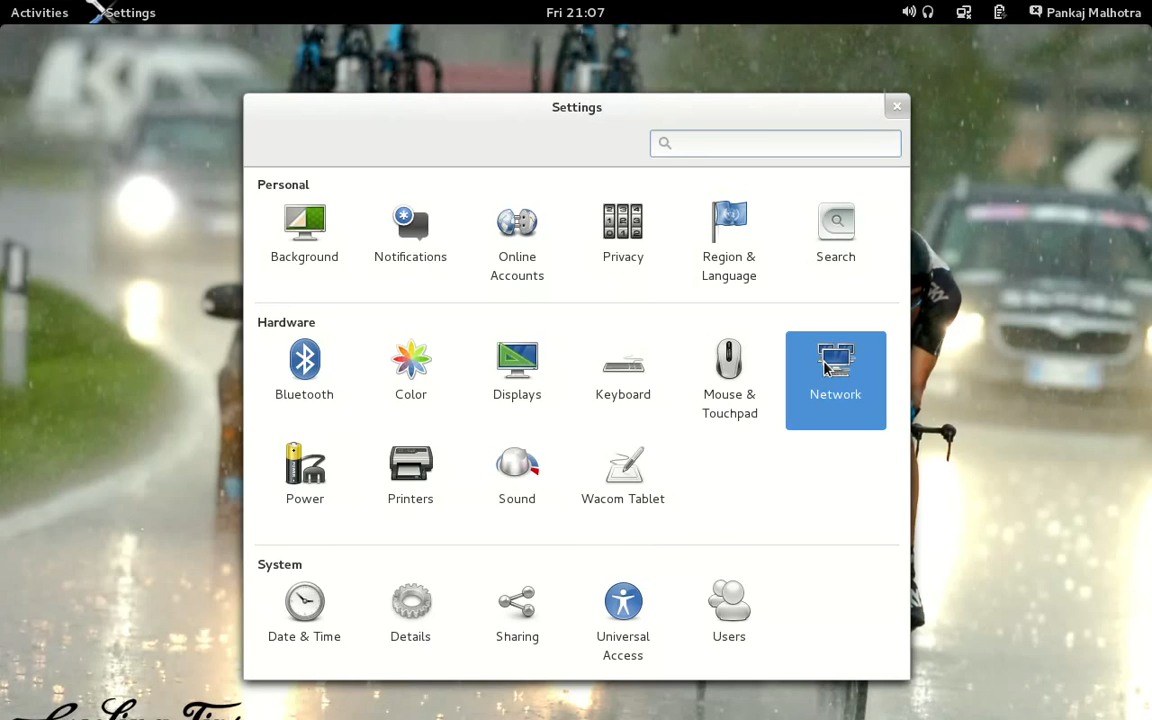 Activities Settings Fri 21:07 Pankaj Malhotra
Settings
Personal
Background Notifications Online Accounts Privacy Region & Language Search
Hardware
Bluetooth Color Displays Keyboard Mouse & Touchpad Network
Power Printers Sound Wacom Tablet
System
Date & Time Details Sharing Universal Access Users